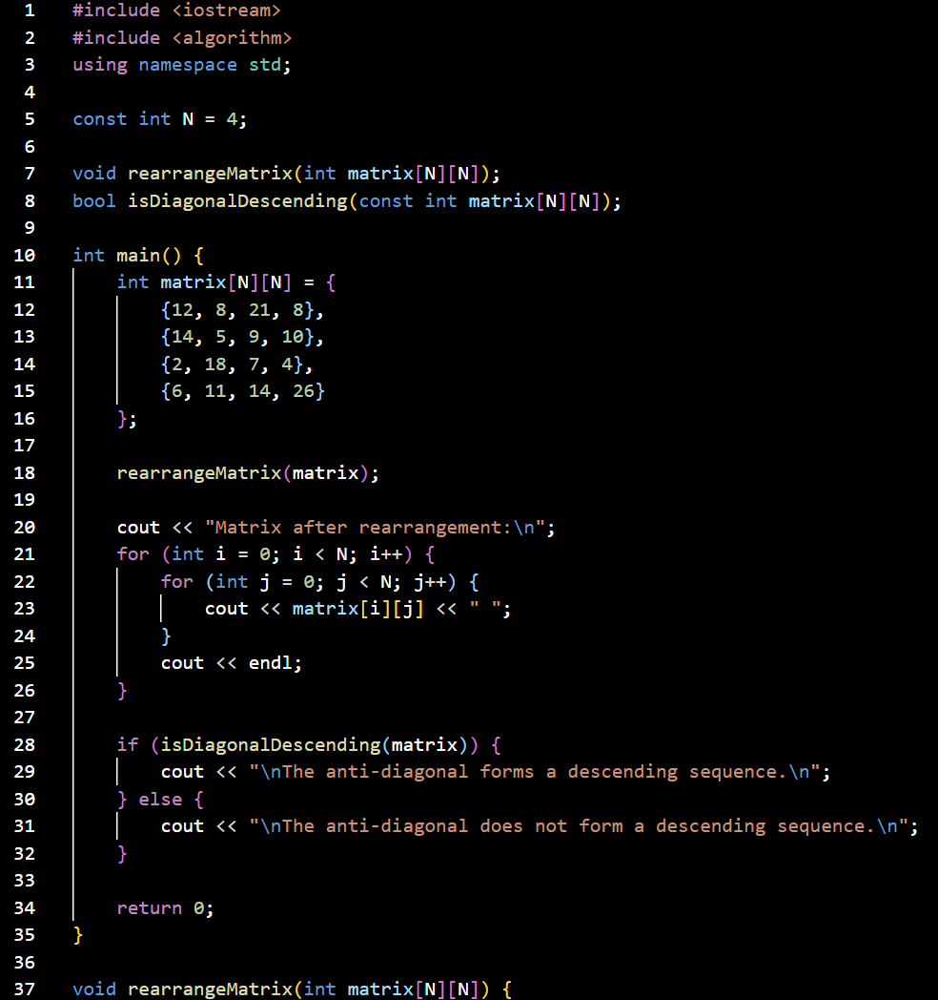 1 #include <iostream>
2 #include <algorithm>
3 using namespace std;
4
5 const int N = 4;
6
7 void rearrangeMatrix(int matrix[N][N]);
8 bool isDiagonalDescending(const int matrix[N][N]);
9
10 int main() {
11     int matrix[N][N] = {
12         {12, 8, 21, 8},
13         {14, 5, 9, 10},
14         {2, 18, 7, 4},
15         {6, 11, 14, 26}
16     };
17
18     rearrangeMatrix(matrix);
19
20     cout << "Matrix after rearrangement:\n";
21     for (int i = 0; i < N; i++) {
22         for (int j = 0; j < N; j++) {
23             cout << matrix[i][j] << " ";
24         }
25         cout << endl;
26     }
27
28     if (isDiagonalDescending(matrix)) {
29         cout << "\nThe anti-diagonal forms a descending sequence.\n";
30     } else {
31         cout << "\nThe anti-diagonal does not form a descending sequence.\n";
32     }
33
34     return 0;
35 }
36
37 void rearrangeMatrix(int matrix[N][N]) {